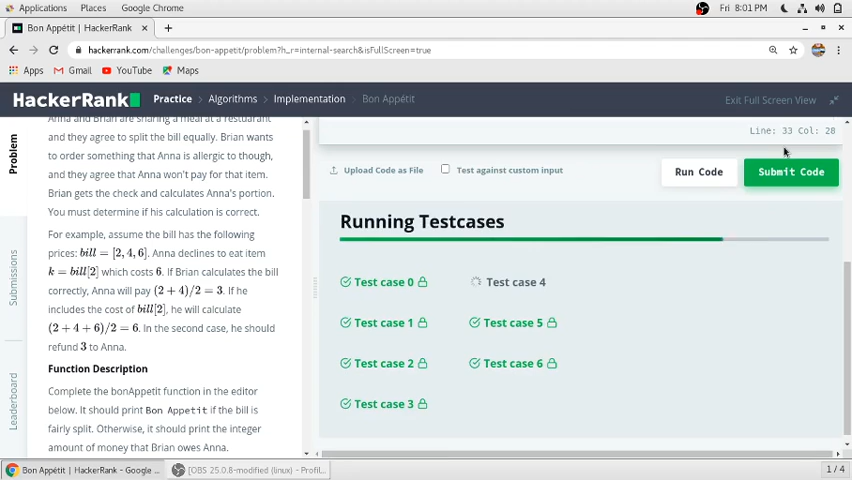 Applications Places Google Chrome Fri 8:01 PM
Bon Appétit | HackerRank
hackerrank.com/challenges/bon-appetit/problem?h_r=internal-search&isFullScreen=true
Apps Gmail YouTube Maps
HackerRank Practice Algorithms Implementation Bon Appétit Exit Full Screen View
Problem
Submissions
Leaderboard
Anna and Brian are sharing a meal at a restuarant
and they agree to split the bill equally. Brian wants
to order something that Anna is allergic to though,
and they agree that Anna won't pay for that item.
Brian gets the check and calculates Anna's portion.
You must determine if his calculation is correct.
For example, assume the bill has the following
prices: bill = [2, 4, 6]. Anna declines to eat item
k = bill[2] which costs 6. If Brian calculates the bill
correctly, Anna will pay (2 + 4)/2 = 3. If he
includes the cost of bill[2], he will calculate
(2 + 4 + 6)/2 = 6. In the second case, he should
refund 3 to Anna.
Function Description
Complete the bonAppetit function in the editor
below. It should print Bon Appetit if the bill is
fairly split. Otherwise, it should print the integer
amount of money that Brian owes Anna.
Line: 33 Col: 28
Upload Code as File Test against custom input Run Code Submit Code
Running Testcases
Test case 0
Test case 1
Test case 2
Test case 3
Test case 4
Test case 5
Test case 6
Bon Appétit | HackerRank - Google ... [OBS 25.0.8-modified (linux) - Profil... 1 / 4